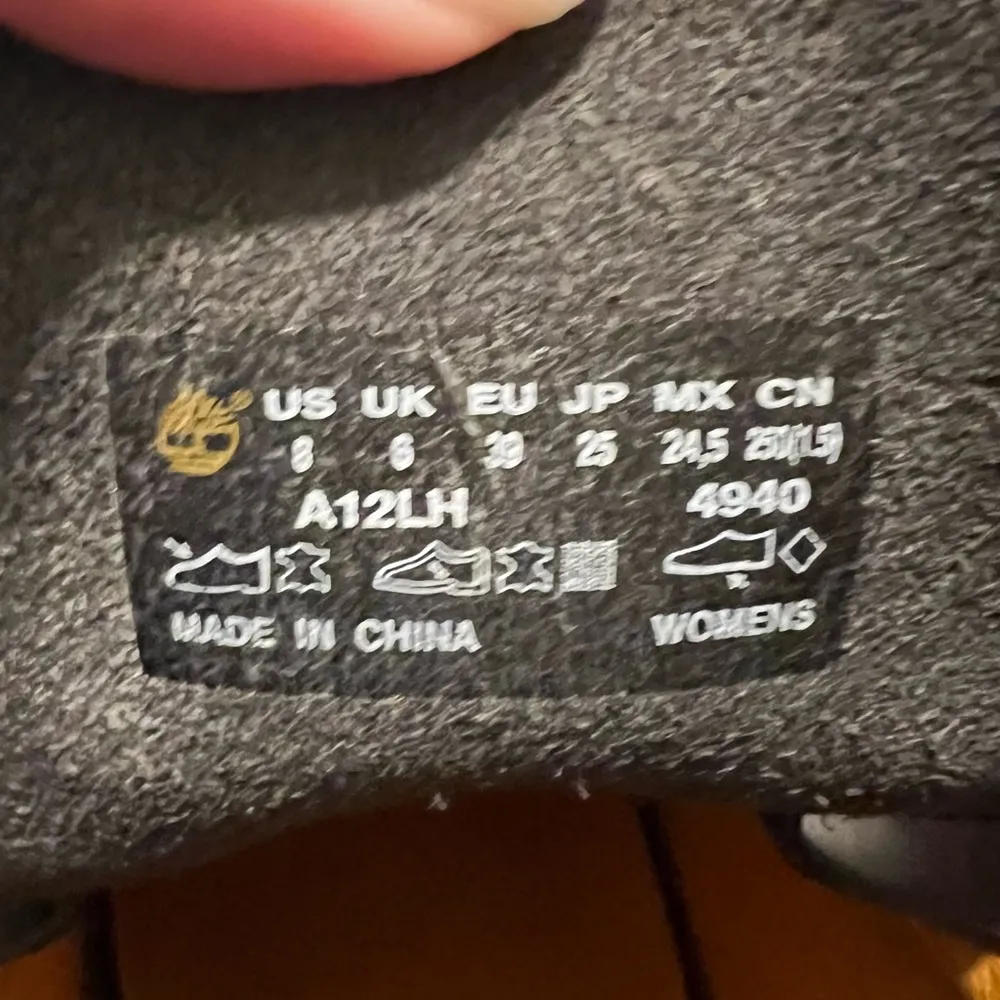 US UK EU JP MX CN
8 6 39 25 24,5 250(1.5)
A12LH 4940
MADE IN CHINA WOMENS